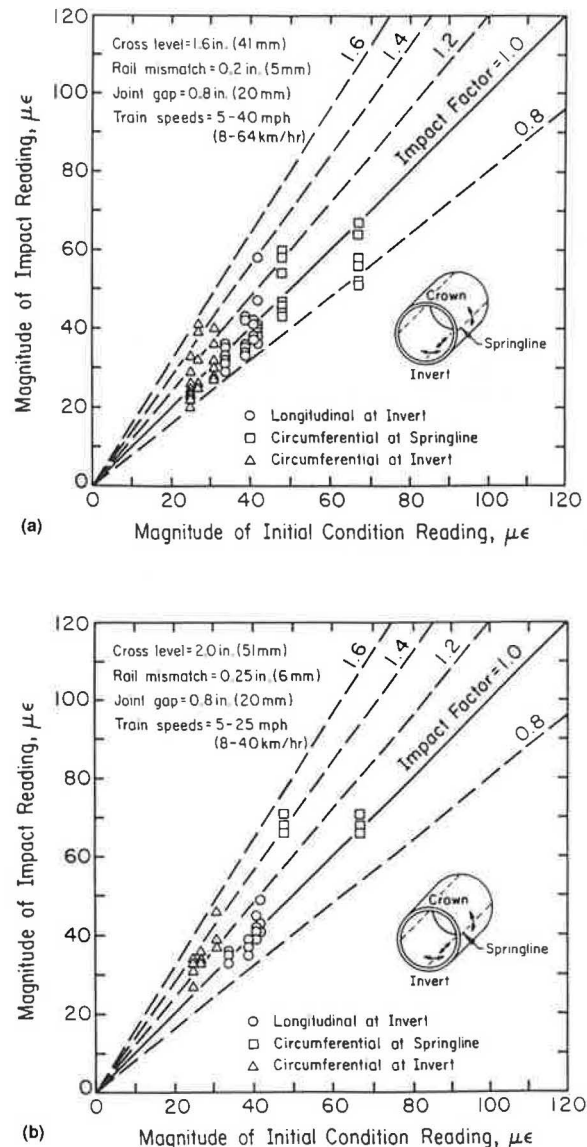 120
100
80
60
40
20
0
Magnitude of Impact Reading, µϵ
Cross level = 1.6 in. (41 mm)
Rail mismatch = 0.2 in. (5mm)
Joint gap = 0.8 in. (20 mm)
Train speeds = 5-40 mph
(8-64 km/hr)
1.6
1.4
1.2
Impact Factor = 1.0
0.8
Crown
Springline
Invert
○ Longitudinal at Invert
□ Circumferential at Springline
△ Circumferential at Invert
0 20 40 60 80 100 120
(a)
Magnitude of Initial Condition Reading, µϵ
120
100
80
60
40
20
0
Magnitude of Impact Reading, µϵ
Cross level = 2.0 in. (51 mm)
Rail mismatch = 0.25 in. (6 mm)
Joint gap = 0.8 in. (20 mm)
Train speeds = 5-25 mph
(8-40 km/hr)
1.6
1.4
1.2
Impact Factor = 1.0
0.8
Crown
Springline
Invert
○ Longitudinal at Invert
□ Circumferential at Springline
△ Circumferential at Invert
0 20 40 60 80 100 120
(b)
Magnitude of Initial Condition Reading, µϵ